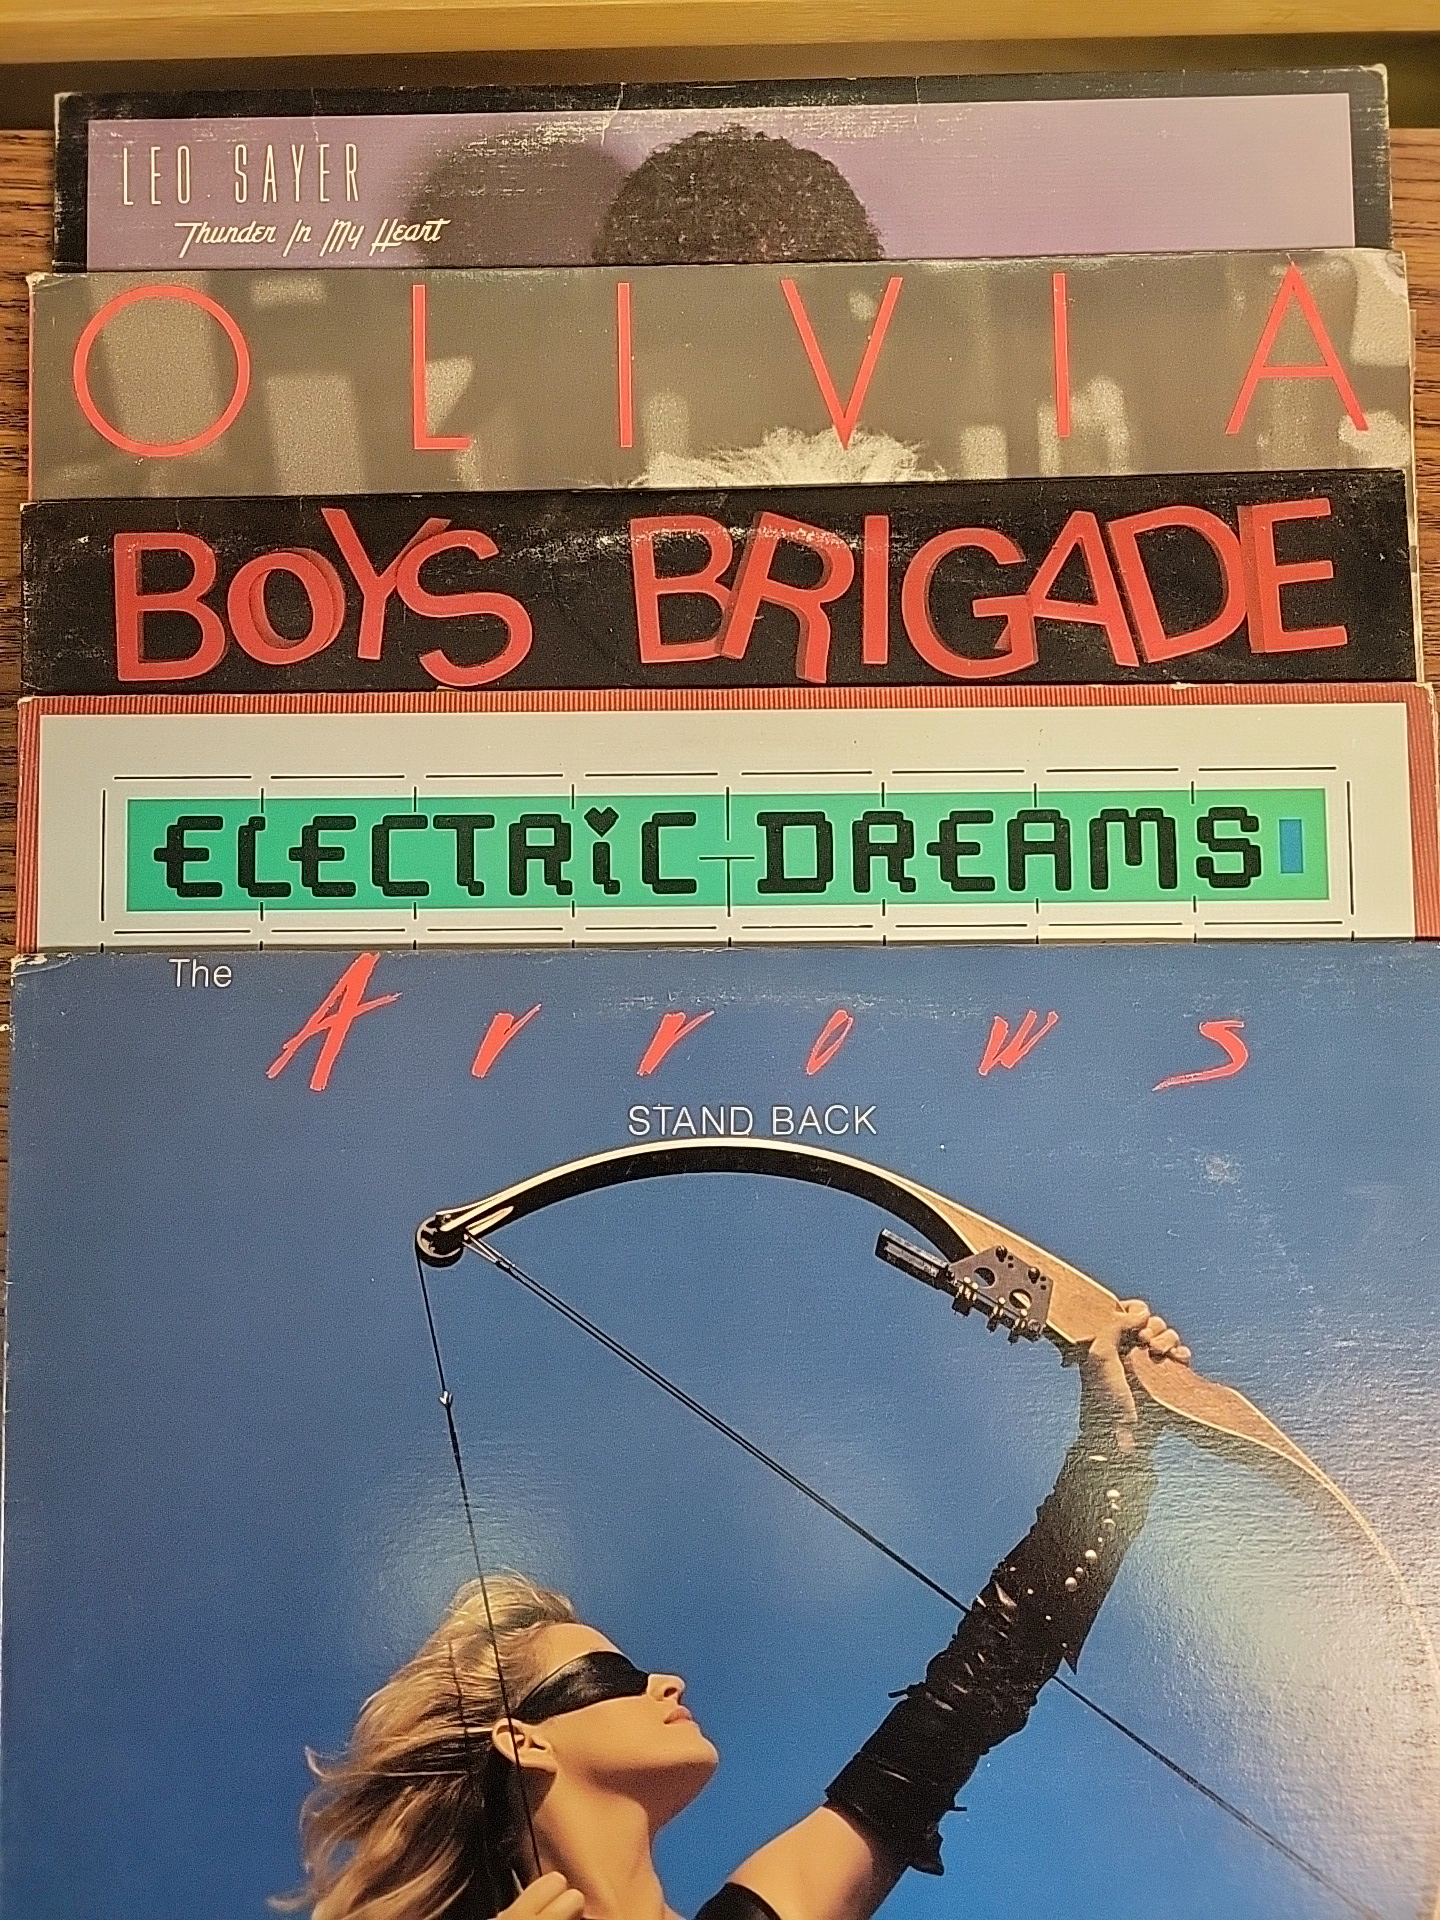 LEO SAYER
Thunder In My Heart
OLIVIA
BOYS BRIGADE
ELECTRIC DREAMS
The Arrows
STAND BACK